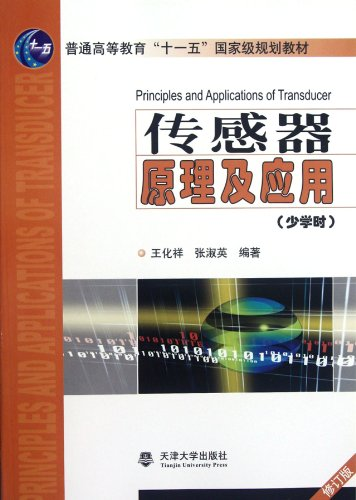 十一五
普通高等教育“十一五”国家级规划教材
PRINCIPLES AND APPLICATIONS OF TRANSDUCER
Principles and Applications of Transducer
传感器
原理及应用
(少学时)
王化祥 张淑英 编著
天津大学出版社
Tianjin University Press
修订版